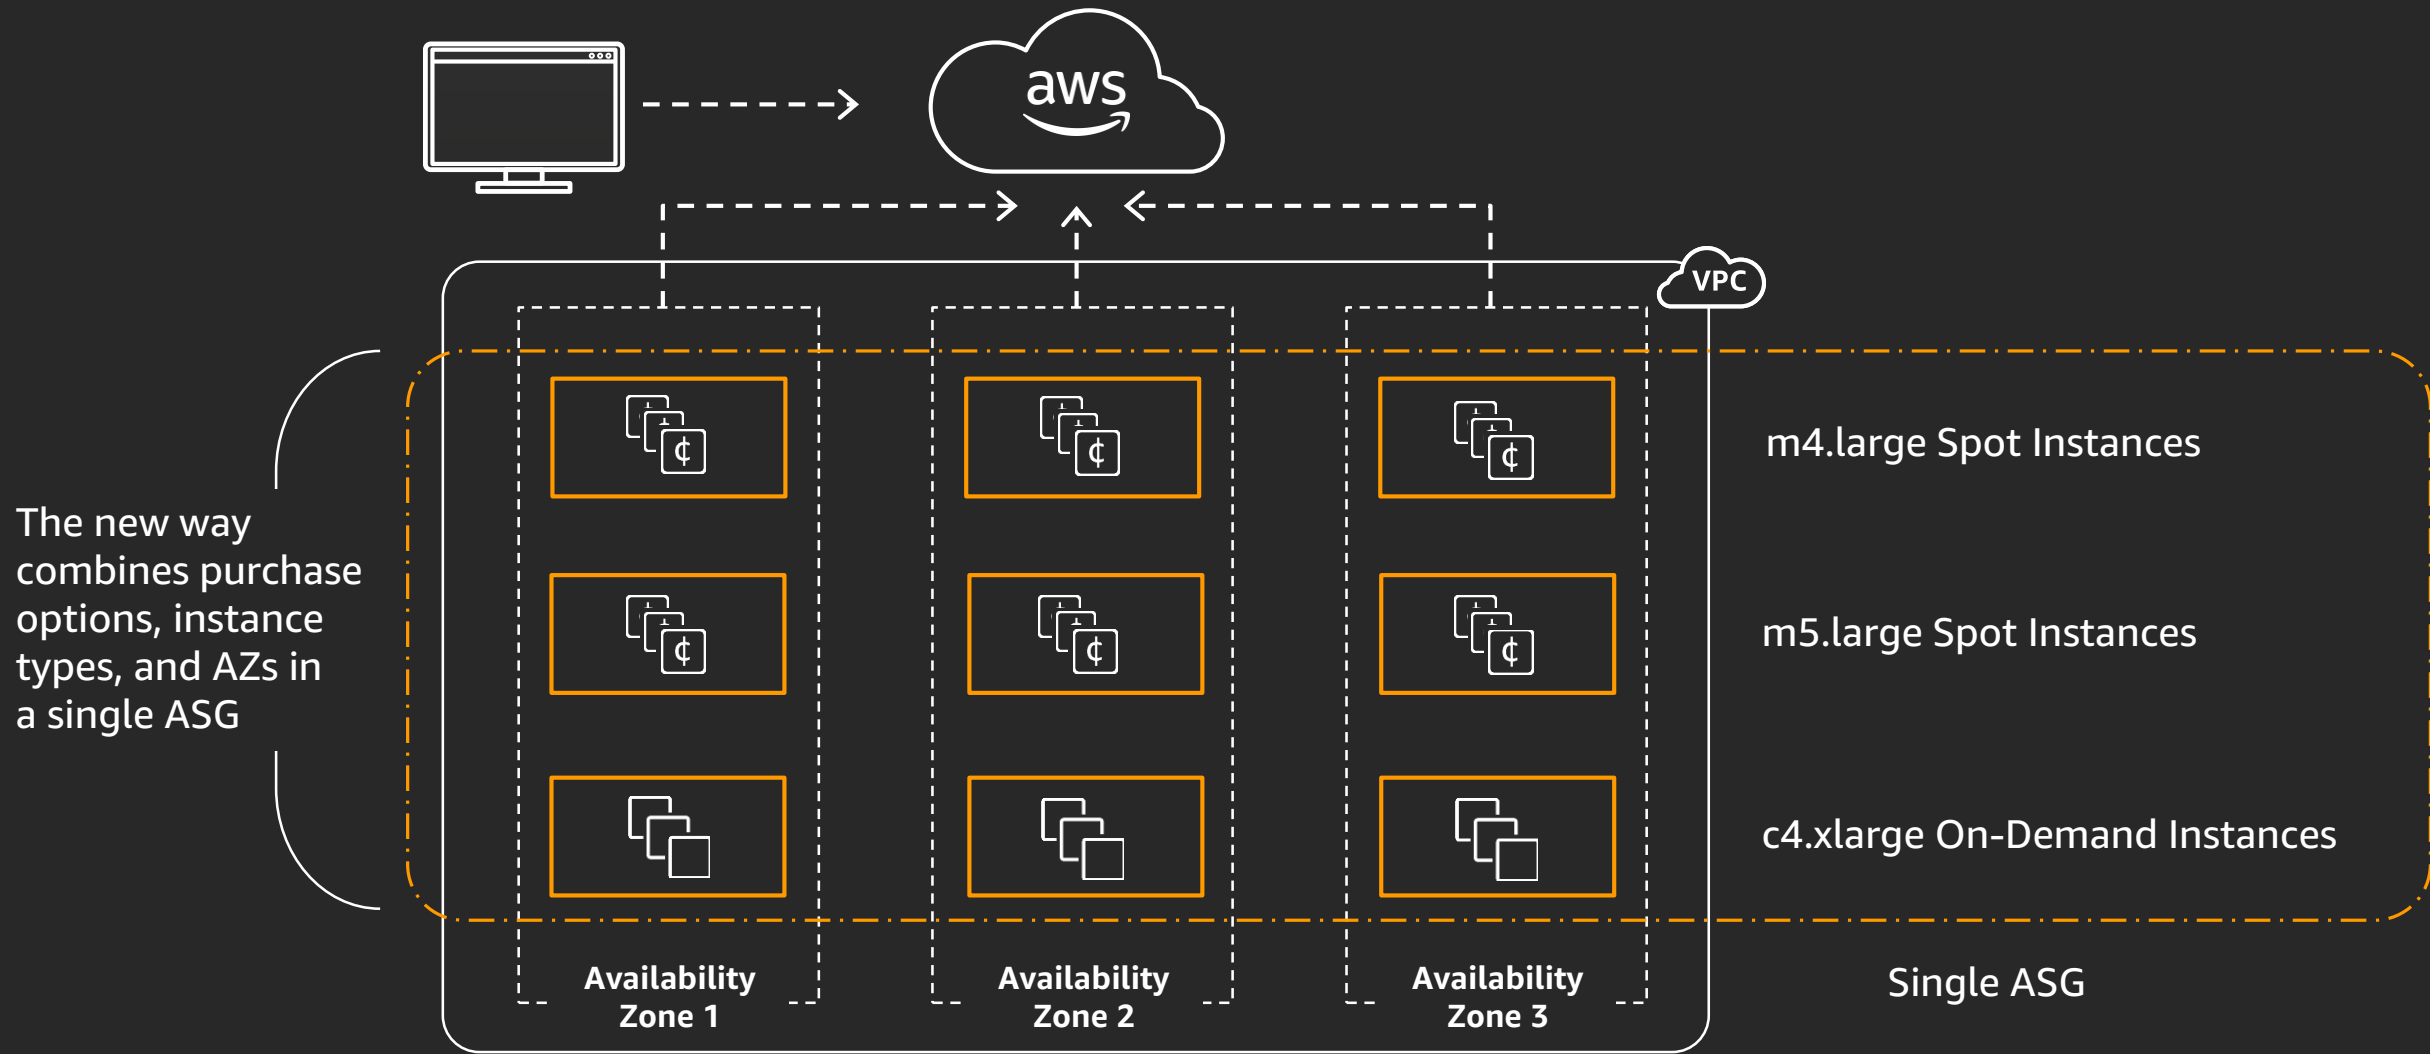 aws
VPC
The new way
combines purchase
options, instance
types, and AZs in
a single ASG
¢
¢
¢
m4.large Spot Instances
¢
¢
¢
m5.large Spot Instances
c4.xlarge On-Demand Instances
Availability
Zone 1
Availability
Zone 2
Availability
Zone 3
Single ASG